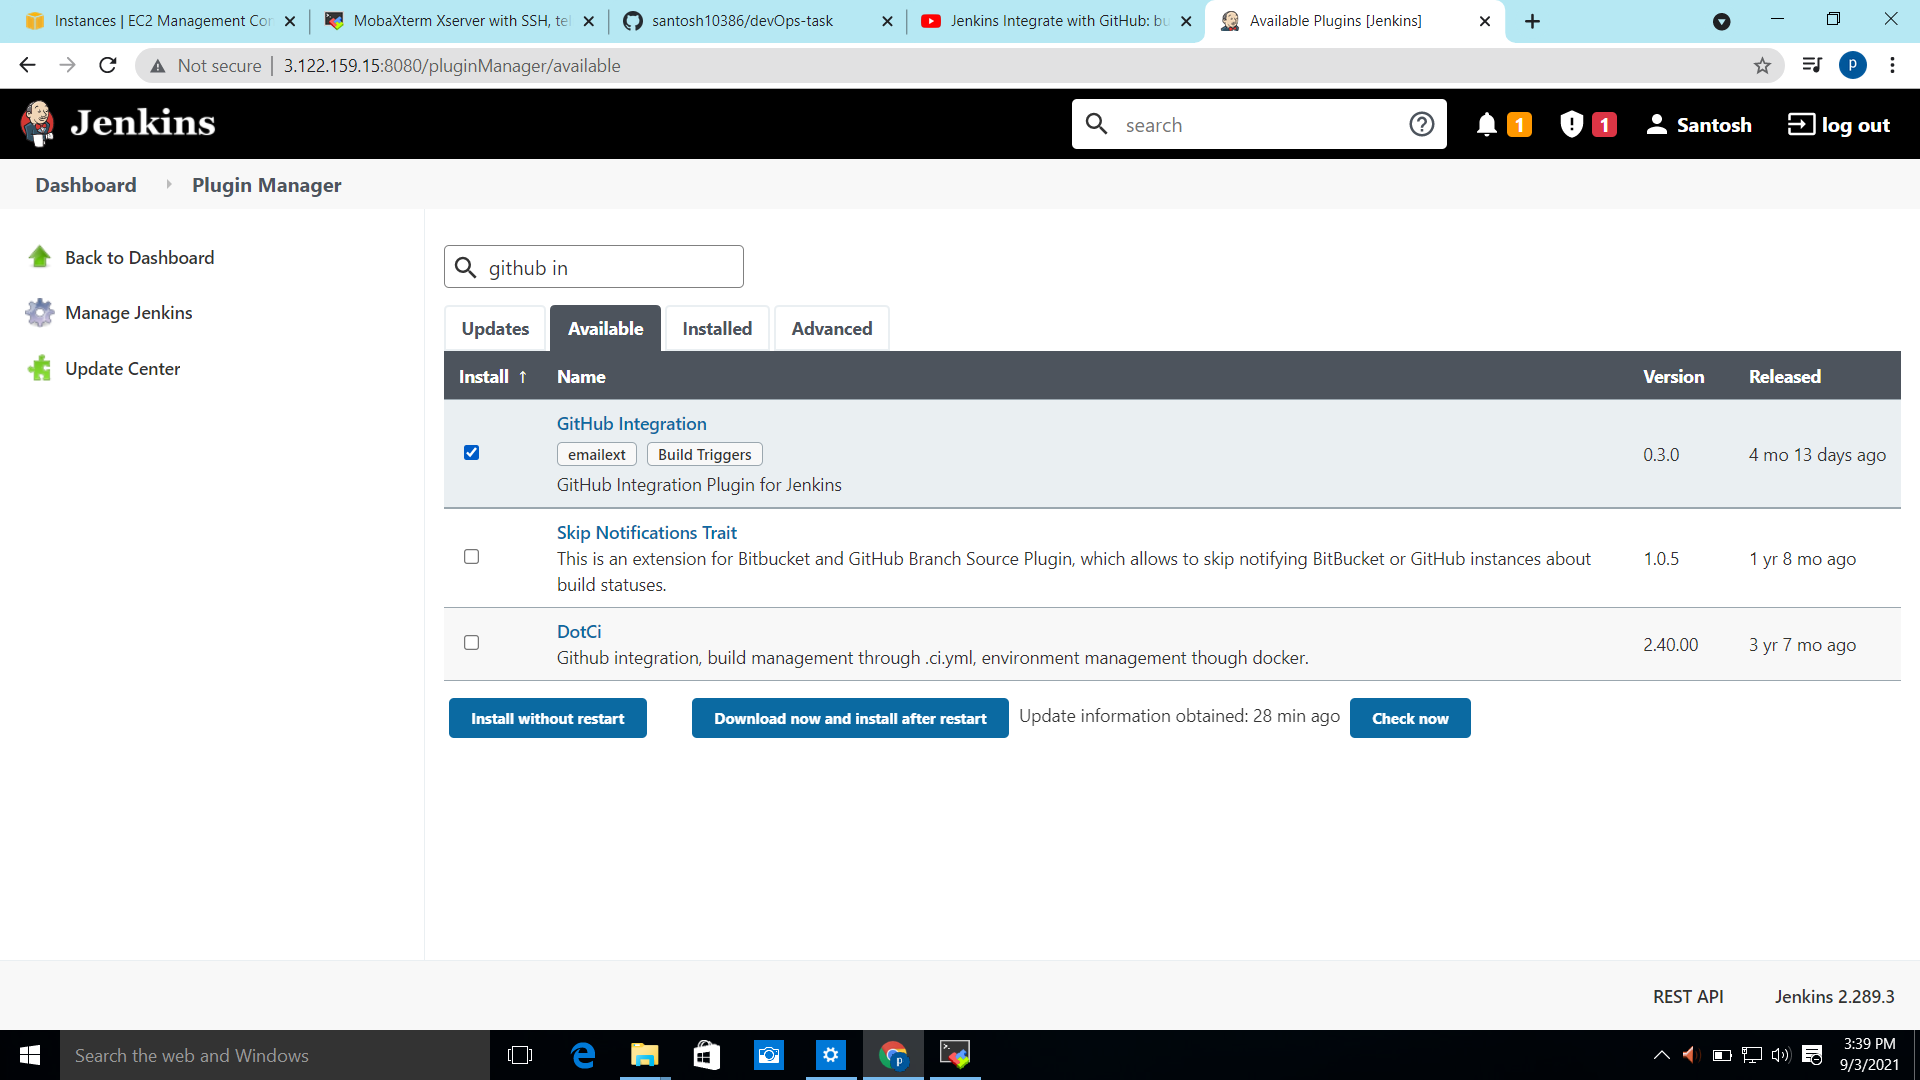 Instances | EC2 Management Con
MobaXterm Xserver with SSH, tel
santosh10386/devOps-task
Jenkins Integrate with GitHub: bu
Available Plugins [Jenkins]
Not secure
3.122.159.15:8080/pluginManager/available
P
Jenkins
search
1
1
Santosh
log out
Dashboard
Plugin Manager
Back to Dashboard
Manage Jenkins
Update Center
github in
Updates
Available
Installed
Advanced
Install ↑
Name
Version
Released
GitHub Integration
emailext
Build Triggers
GitHub Integration Plugin for Jenkins
0.3.0
4 mo 13 days ago
Skip Notifications Trait
This is an extension for Bitbucket and GitHub Branch Source Plugin, which allows to skip notifying BitBucket or GitHub instances about
build statuses.
1.0.5
1 yr 8 mo ago
DotCi
Github integration, build management through .ci.yml, environment management though docker.
2.40.00
3 yr 7 mo ago
Install without restart
Download now and install after restart
Update information obtained: 28 min ago
Check now
REST API
Jenkins 2.289.3
Search the web and Windows
P
3:39 PM
9/3/2021